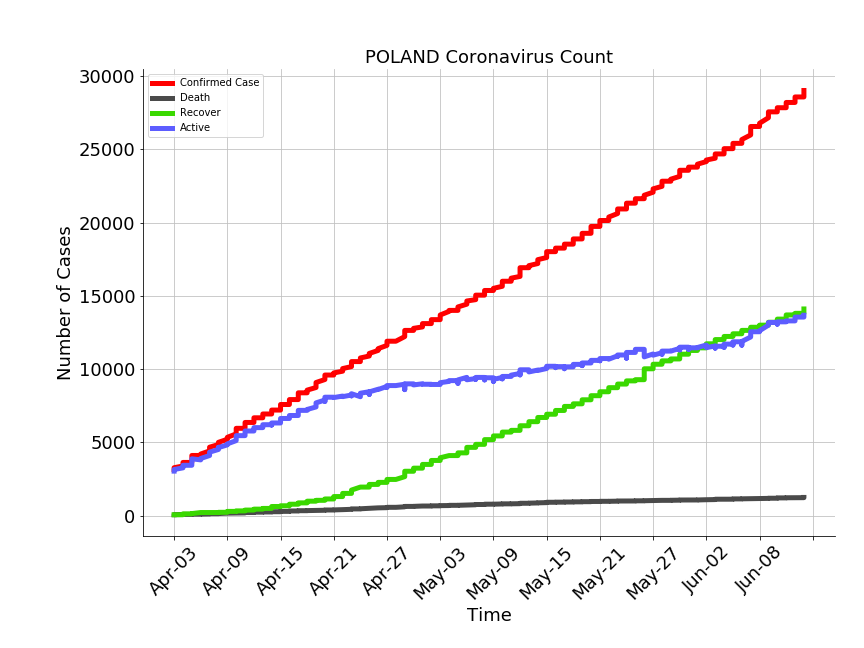 POLAND Coronavirus Count
Confirmed Case
Death
Recover
Active
30000
25000
20000
15000
10000
5000
0
Number of Cases
Apr-03 Apr-09 Apr-15 Apr-21 Apr-27 May-03 May-09 May-15 May-21 May-27 Jun-02 Jun-08
Time